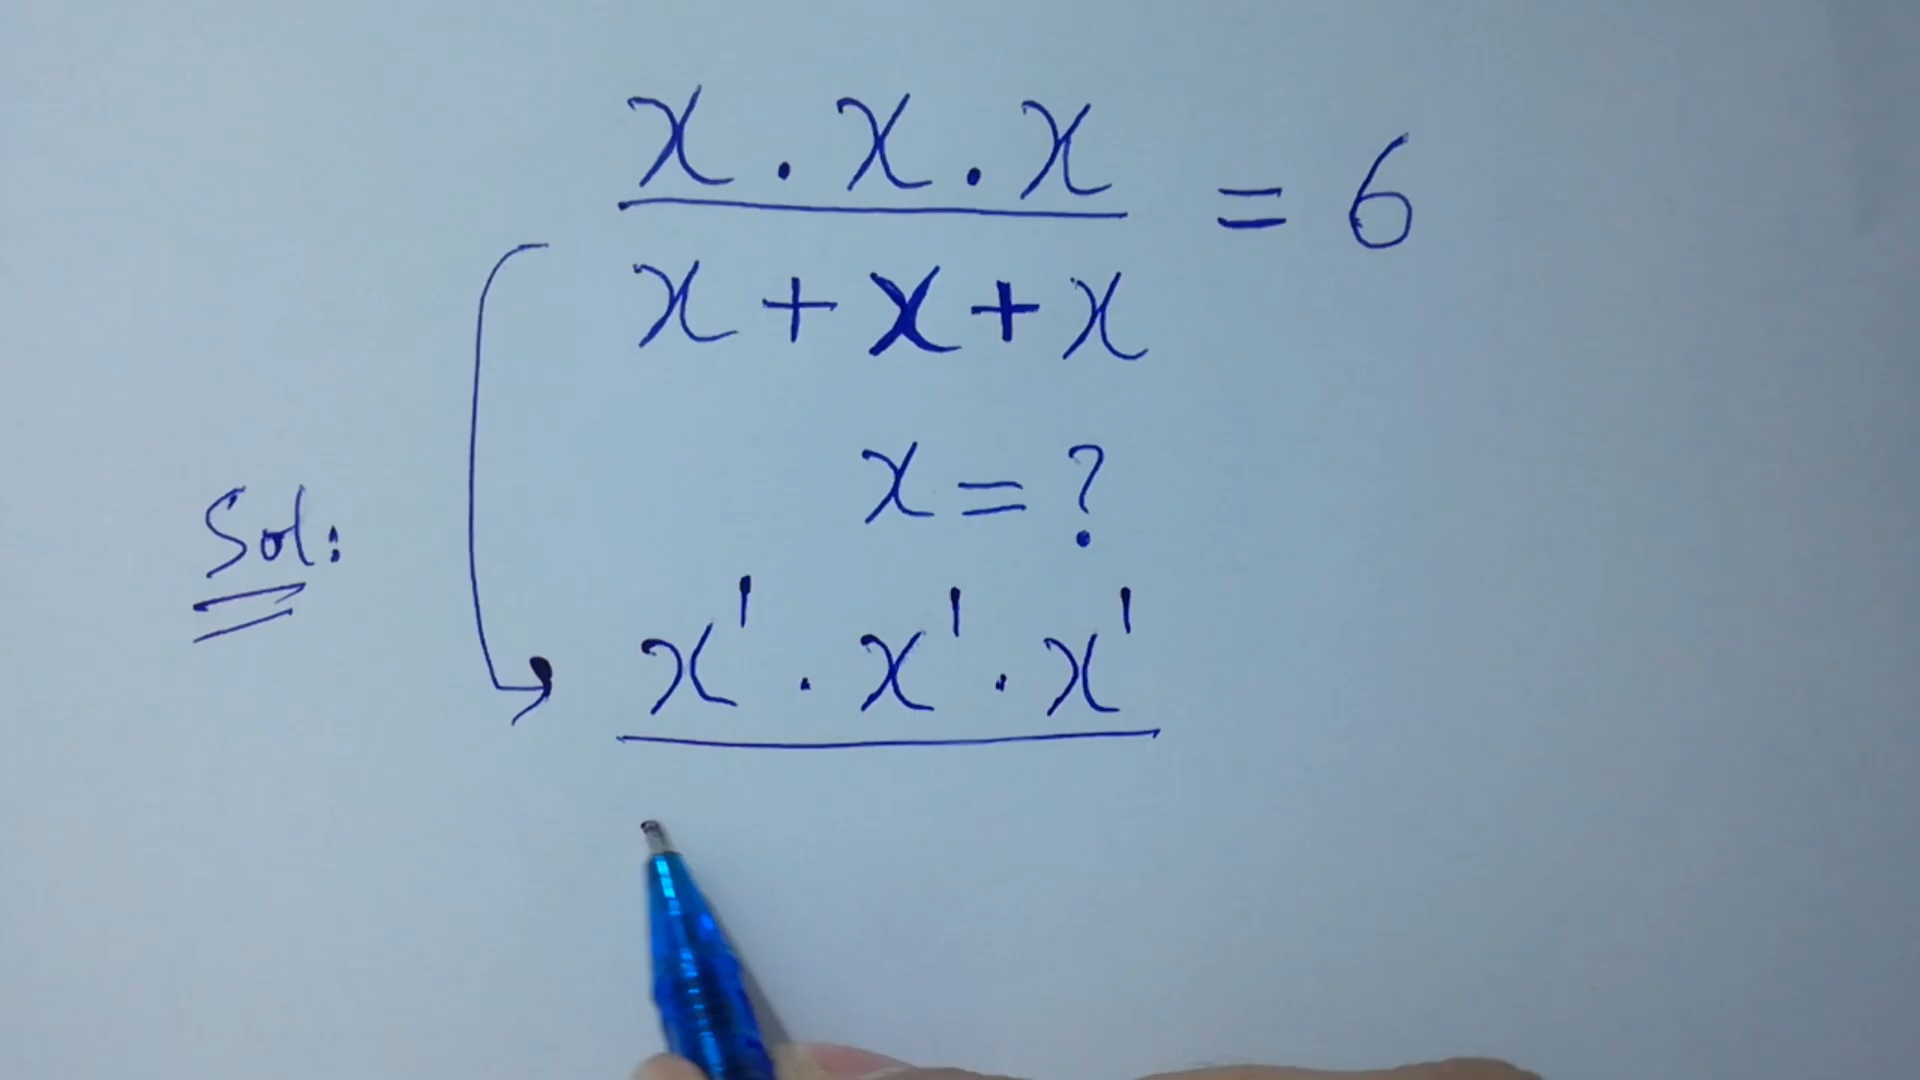 x . x . x
x + x + x
= 6
x = ?
Sol:
x¹ . x¹ . x¹